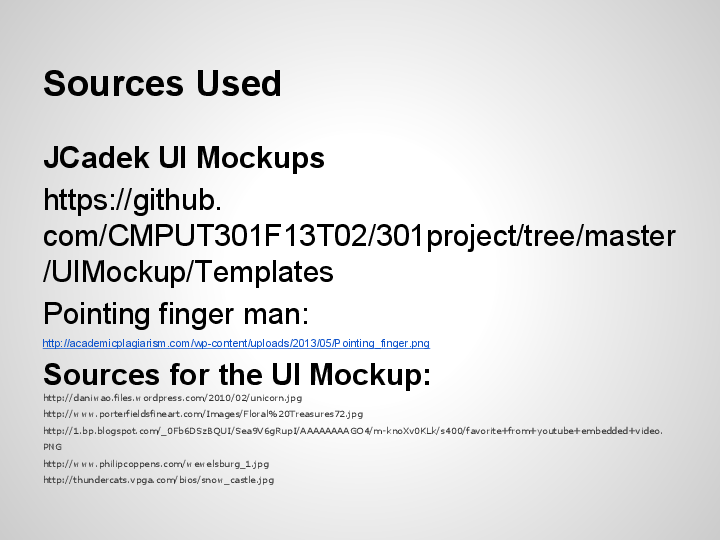 Sources Used
JCadek UI Mockups
https://github.
com/CMPUT301F13T02/301project/tree/master
/UIMockup/Templates
Pointing finger man:
http://academicplagiarism.com/wp-content/uploads/2013/05/Pointing_finger.png
Sources for the UI Mockup:
http://daniwao.files.wordpress.com/2010/02/unicorn.jpg
http://www.porterfieldsfineart.com/Images/Floral%20Treasures72.jpg
http://1.bp.blogspot.com/_0Fb6DSzBQUI/Sea9V6gRupI/AAAAAAAAGO4/m-knoXv0KLk/s400/favorite+from+youtube+embedded+video.
PNG
http://www.philipcoppens.com/wewelsburg_1.jpg
http://thundercats.vpga.com/bios/snow_castle.jpg